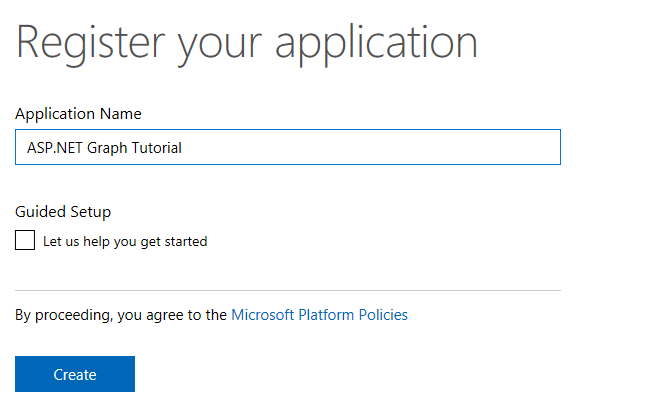 Register your application
Application Name
ASP.NET Graph Tutorial
Guided Setup
Let us help you get started
By proceeding, you agree to the Microsoft Platform Policies
Create